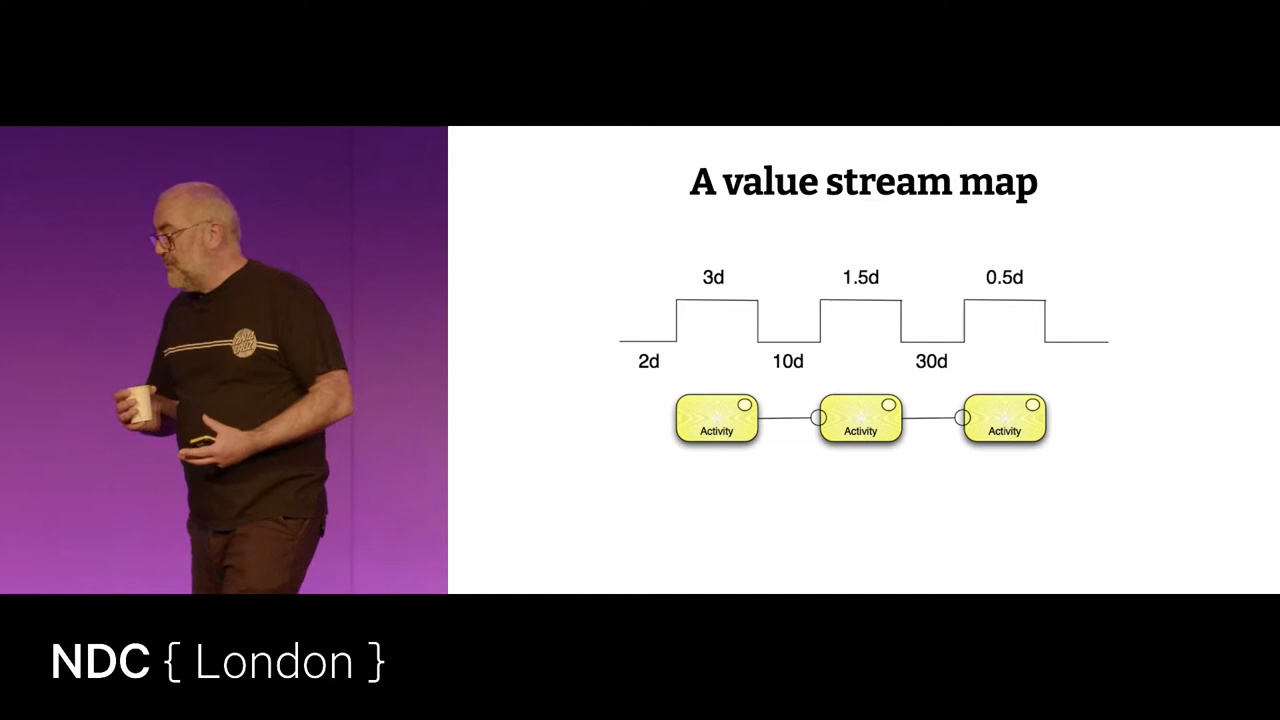 A value stream map
3d 1.5d 0.5d
2d 10d 30d
Activity Activity Activity
NDC { London }